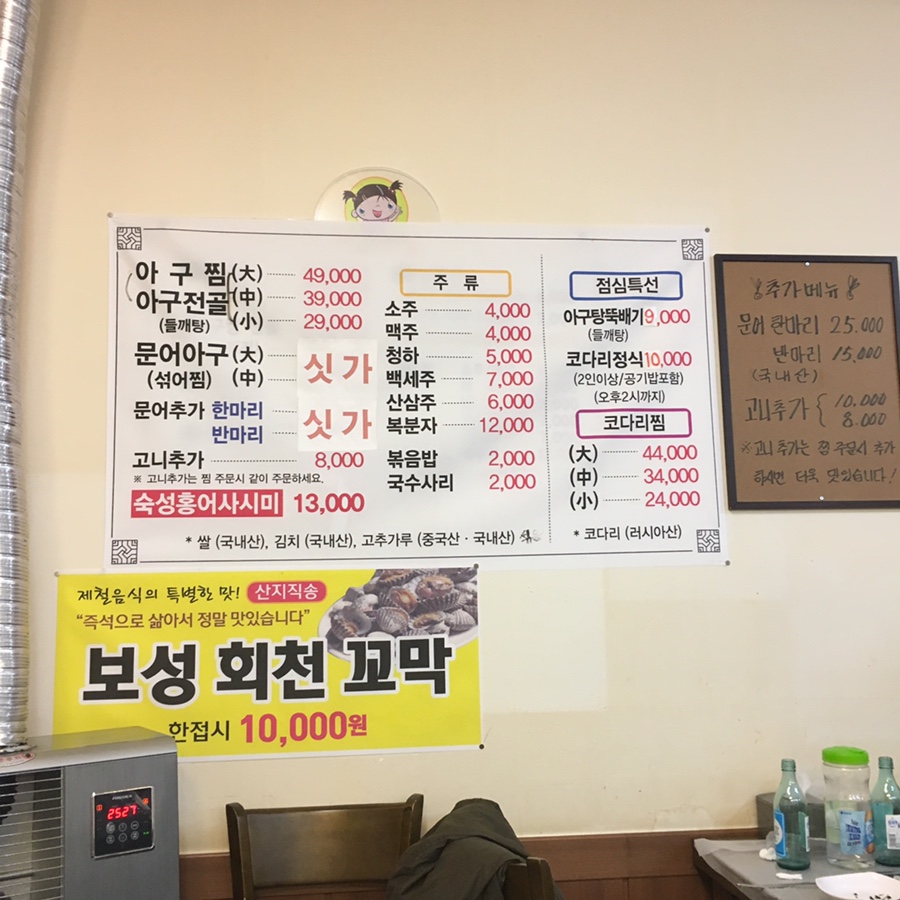 아 구 찜 (大) 49,000
아구전골 (中) 39,000
(들깨탕) (小) 29,000
문어아구 (大) 싯가
(섞어찜) (中)
문어추가 한마리 싯가
반마리
고니추가 8,000
※ 고니추가는 찜 주문시 같이 주문하세요.
숙성홍어사시미 13,000
주 류
소주 4,000
맥주 4,000
청하 5,000
백세주 7,000
산삼주 6,000
복분자 12,000
볶음밥 2,000
국수사리 2,000
점심특선
아구탕뚝배기 9,000
(들깨탕)
코다리정식 10,000
(2인이상/공기밥포함)
(오후2시까지)
코다리찜
(大) 44,000
(中) 34,000
(小) 24,000
* 쌀 (국내산), 김치 (국내산), 고추가루 (중국산 · 국내산)
* 코다리 (러시아산)
추가메뉴
문어 한마리 25.000
반마리 15,000
(국내산)
고니추가 { 10.000
8.000
※고니추가는 찜 주문시 추가
하시면 더욱 맛있습니다!
제철음식의 특별한 맛! 산지직송
"즉석으로 삶아서 정말 맛있습니다"
보성 회천 꼬막
한접시 10,000원
2527